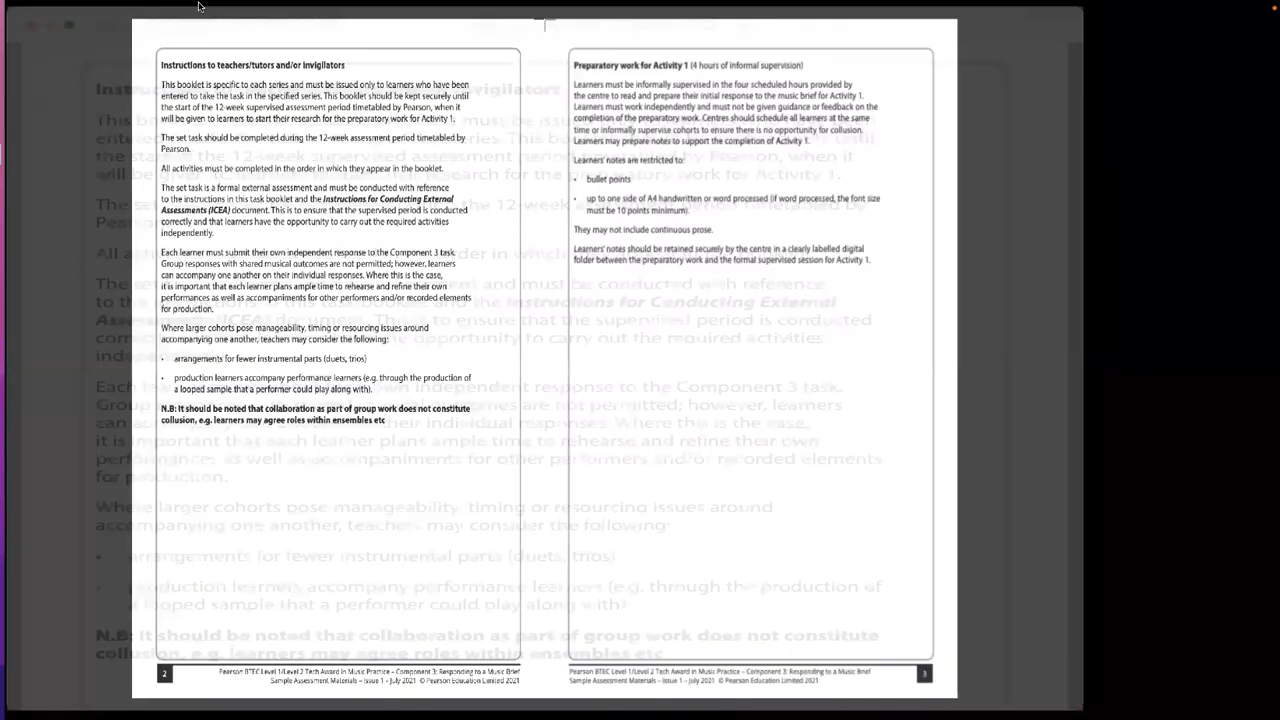 Instructions to teachers/tutors and/or invigilators
This booklet is specific to each series and must be issued only to learners who have been
entered to take the task in the specified series. This booklet should be kept securely until
the start of the 12-week supervised assessment period timetabled by Pearson, when it
will be given to learners to start their research for the preparatory work for Activity 1.
The set task should be completed during the 12-week assessment period timetabled by
Pearson.
All activities must be completed in the order in which they appear in the booklet.
The set task is a formal external assessment and must be conducted with reference
to the instructions in this task booklet and the Instructions for Conducting External
Assessments (ICEA) document. This is to ensure that the supervised period is conducted
correctly and that learners have the opportunity to carry out the required activities
independently.
Each learner must submit their own independent response to the Component 3 task.
Group responses with shared musical outcomes are not permitted; however, learners
can accompany one another on their individual responses. Where this is the case,
it is important that each learner plans ample time to rehearse and refine their own
performances as well as accompaniments for other performers and/or recorded elements
for production.
Where larger cohorts pose manageability, timing or resourcing issues around
accompanying one another, teachers may consider the following:
• arrangements for fewer instrumental parts (duets, trios)
• production learners accompany performance learners (e.g. through the production of
a looped sample that a performer could play along with).
N.B: It should be noted that collaboration as part of group work does not constitute
collusion, e.g. learners may agree roles within ensembles etc
2
Pearson BTEC Level 1/Level 2 Tech Award in Music Practice – Component 3: Responding to a Music Brief
Sample Assessment Materials – Issue 1 – July 2021 © Pearson Education Limited 2021
Preparatory work for Activity 1 (4 hours of informal supervision)
Learners must be informally supervised in the four scheduled hours provided by
the centre to read and prepare their initial response to the music brief for Activity 1.
Learners must work independently and must not be given guidance or feedback on the
completion of the preparatory work. Centres should schedule all learners at the same
time or informally supervise cohorts to ensure there is no opportunity for collusion.
Learners may prepare notes to support the completion of Activity 1.
Learners' notes are restricted to:
• bullet points
• up to one side of A4 handwritten or word processed (if word processed, the font size
must be 10 points minimum).
They may not include continuous prose.
Learners' notes should be retained securely by the centre in a clearly labelled digital
folder between the preparatory work and the formal supervised session for Activity 1.
Pearson BTEC Level 1/Level 2 Tech Award in Music Practice – Component 3: Responding to a Music Brief
Sample Assessment Materials – Issue 1 – July 2021 © Pearson Education Limited 2021
3